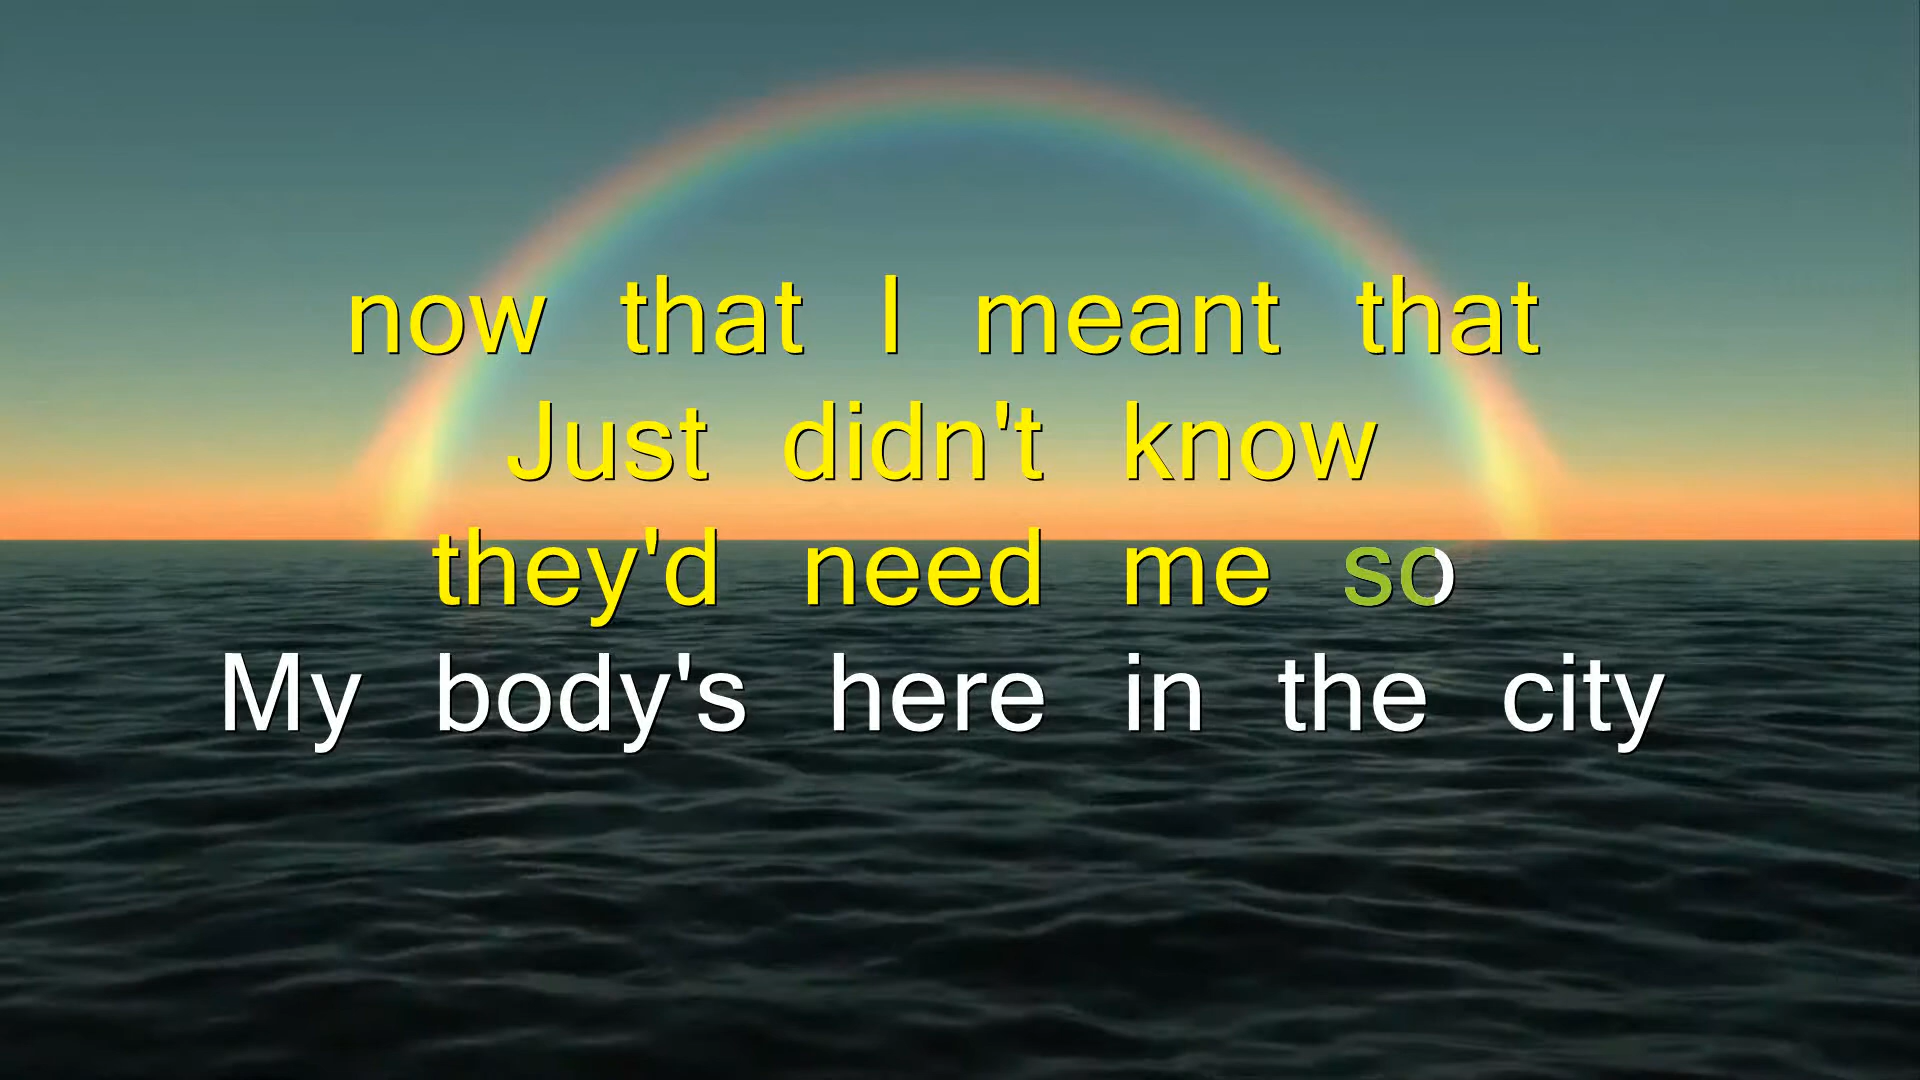 now that I meant that
Just didn't know
they'd need me so
My body's here in the city